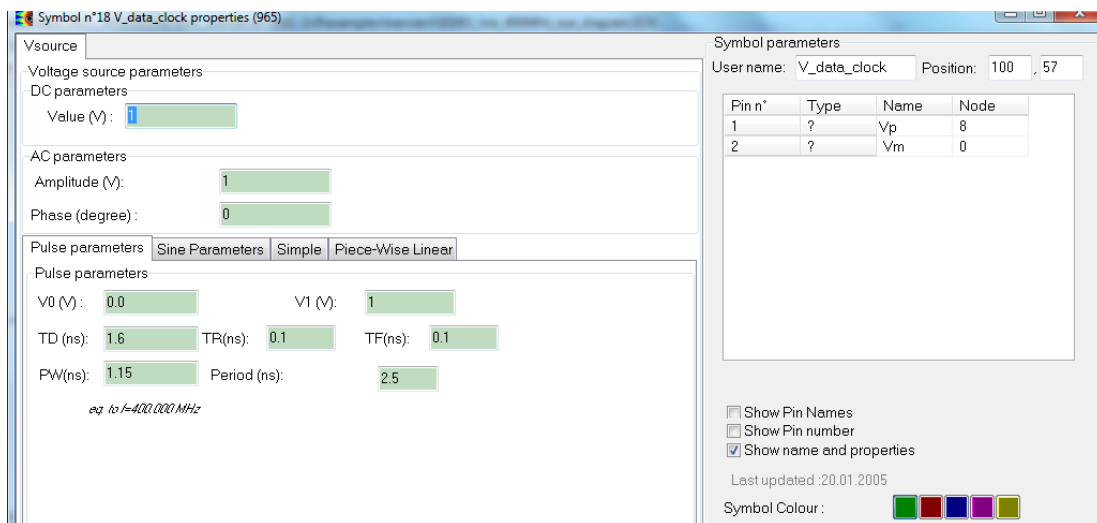 Symbol n°18 V_data_clock properties (965)
Vsource
Voltage source parameters
DC parameters
Value (V) : 1
AC parameters
Amplitude (V): 1
Phase (degree) : 0
Pulse parameters Sine Parameters Simple Piece-Wise Linear
Pulse parameters
V0 (V) : 0.0 V1 (V): 1
TD (ns): 1.6 TR(ns): 0.1 TF(ns): 0.1
PW(ns): 1.15 Period (ns): 2.5
eq. to f=400.000 MHz
Symbol parameters
User name: V_data_clock Position: 100 , 57
Pin n° Type Name Node
1 ? Vp 8
2 ? Vm 0
Show Pin Names
Show Pin number
Show name and properties
Last updated :20.01.2005
Symbol Colour :